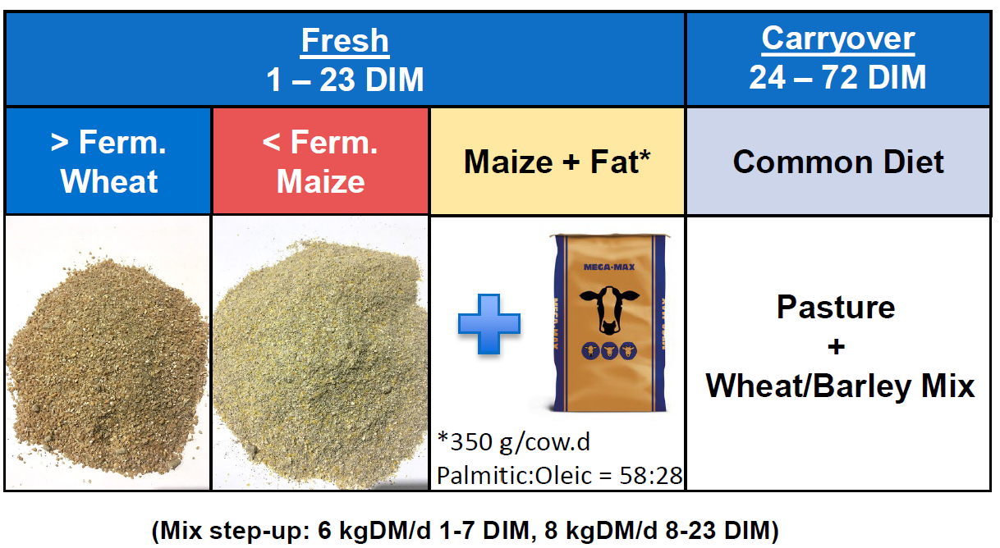 Fresh
1 – 23 DIM
Carryover
24 – 72 DIM
> Ferm.
Wheat
< Ferm.
Maize
Maize + Fat*
Common Diet
MEGA-MAX
Pasture
+
Wheat/Barley Mix
*350 g/cow.d
Palmitic:Oleic = 58:28
(Mix step-up: 6 kgDM/d 1-7 DIM, 8 kgDM/d 8-23 DIM)